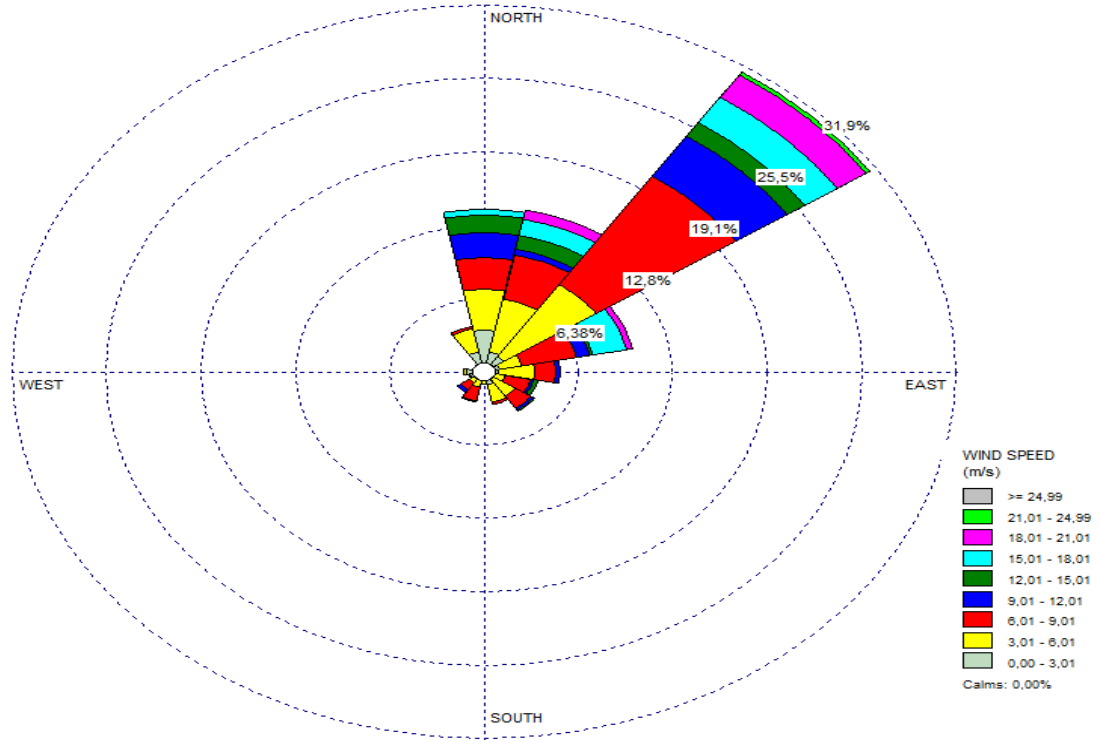 NORTH
31,9%
25,5%
19,1%
12,8%
6,38%
WEST
EAST
SOUTH
WIND SPEED
(m/s)
>= 24,99
21,01 - 24,99
18,01 - 21,01
15,01 - 18,01
12,01 - 15,01
9,01 - 12,01
6,01 - 9,01
3,01 - 6,01
0,00 - 3,01
Calms: 0,00%